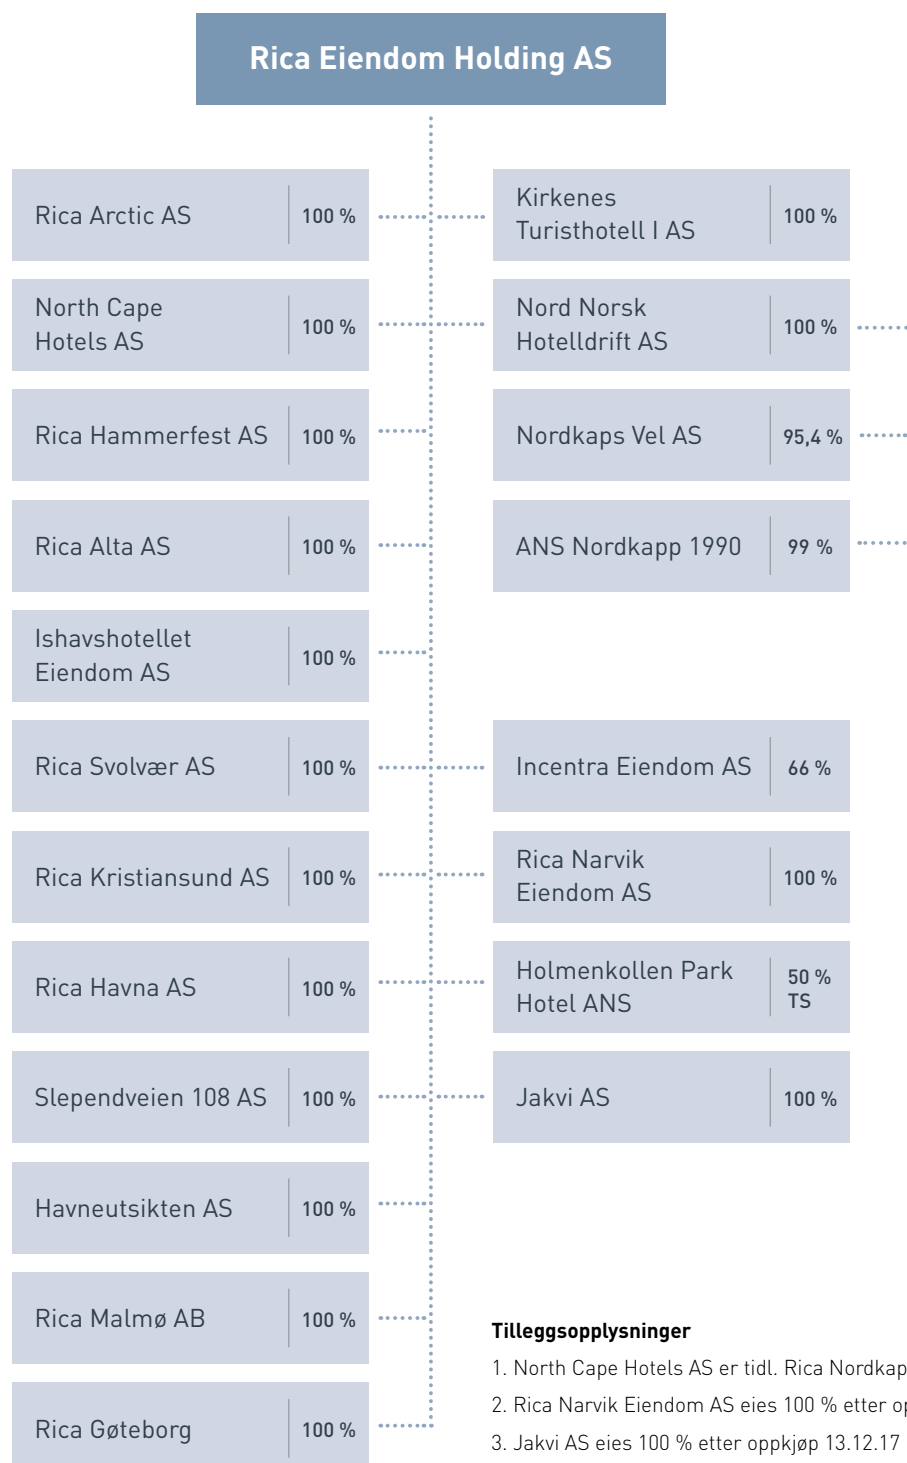 Rica Eiendom Holding AS
Rica Arctic AS 100 %
North Cape
Hotels AS 100 %
Rica Hammerfest AS 100 %
Rica Alta AS 100 %
Ishavshotellet
Eiendom AS 100 %
Rica Svolvær AS 100 %
Rica Kristiansund AS 100 %
Rica Havna AS 100 %
Slependveien 108 AS 100 %
Havneutsikten AS 100 %
Rica Malmø AB 100 %
Rica Gøteborg 100 %
Kirkenes
Turisthotell I AS 100 %
Nord Norsk
Hotelldrift AS 100 %
Nordkaps Vel AS 95,4 %
ANS Nordkapp 1990 99 %
Incentra Eiendom AS 66 %
Rica Narvik
Eiendom AS 100 %
Holmenkollen Park
Hotel ANS
50 %
TS
Jakvi AS 100 %
Tilleggsopplysninger
1. North Cape Hotels AS er tidl. Rica
2. Rica Narvik Eiendom AS eies 100 % etter
3. Jakvi AS eies 100 % etter oppkjøp 13.12.17